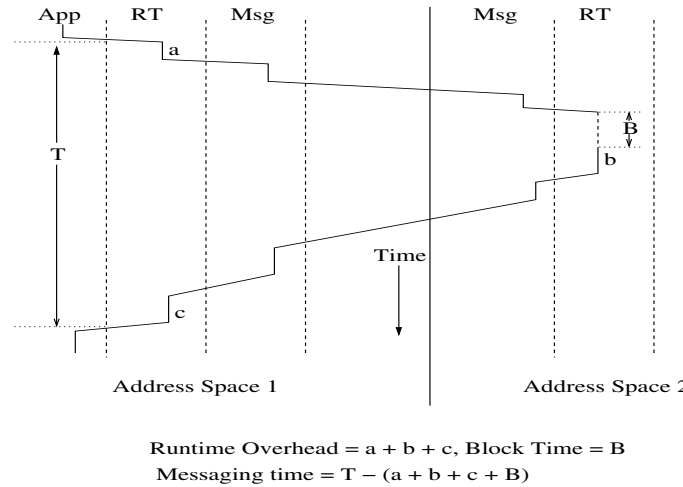 App RT Msg Msg RT
a
B
T
b
Time
c
Address Space 1 Address Space 2
Runtime Overhead = a + b + c, Block Time = B
Messaging time = T − (a + b + c + B)